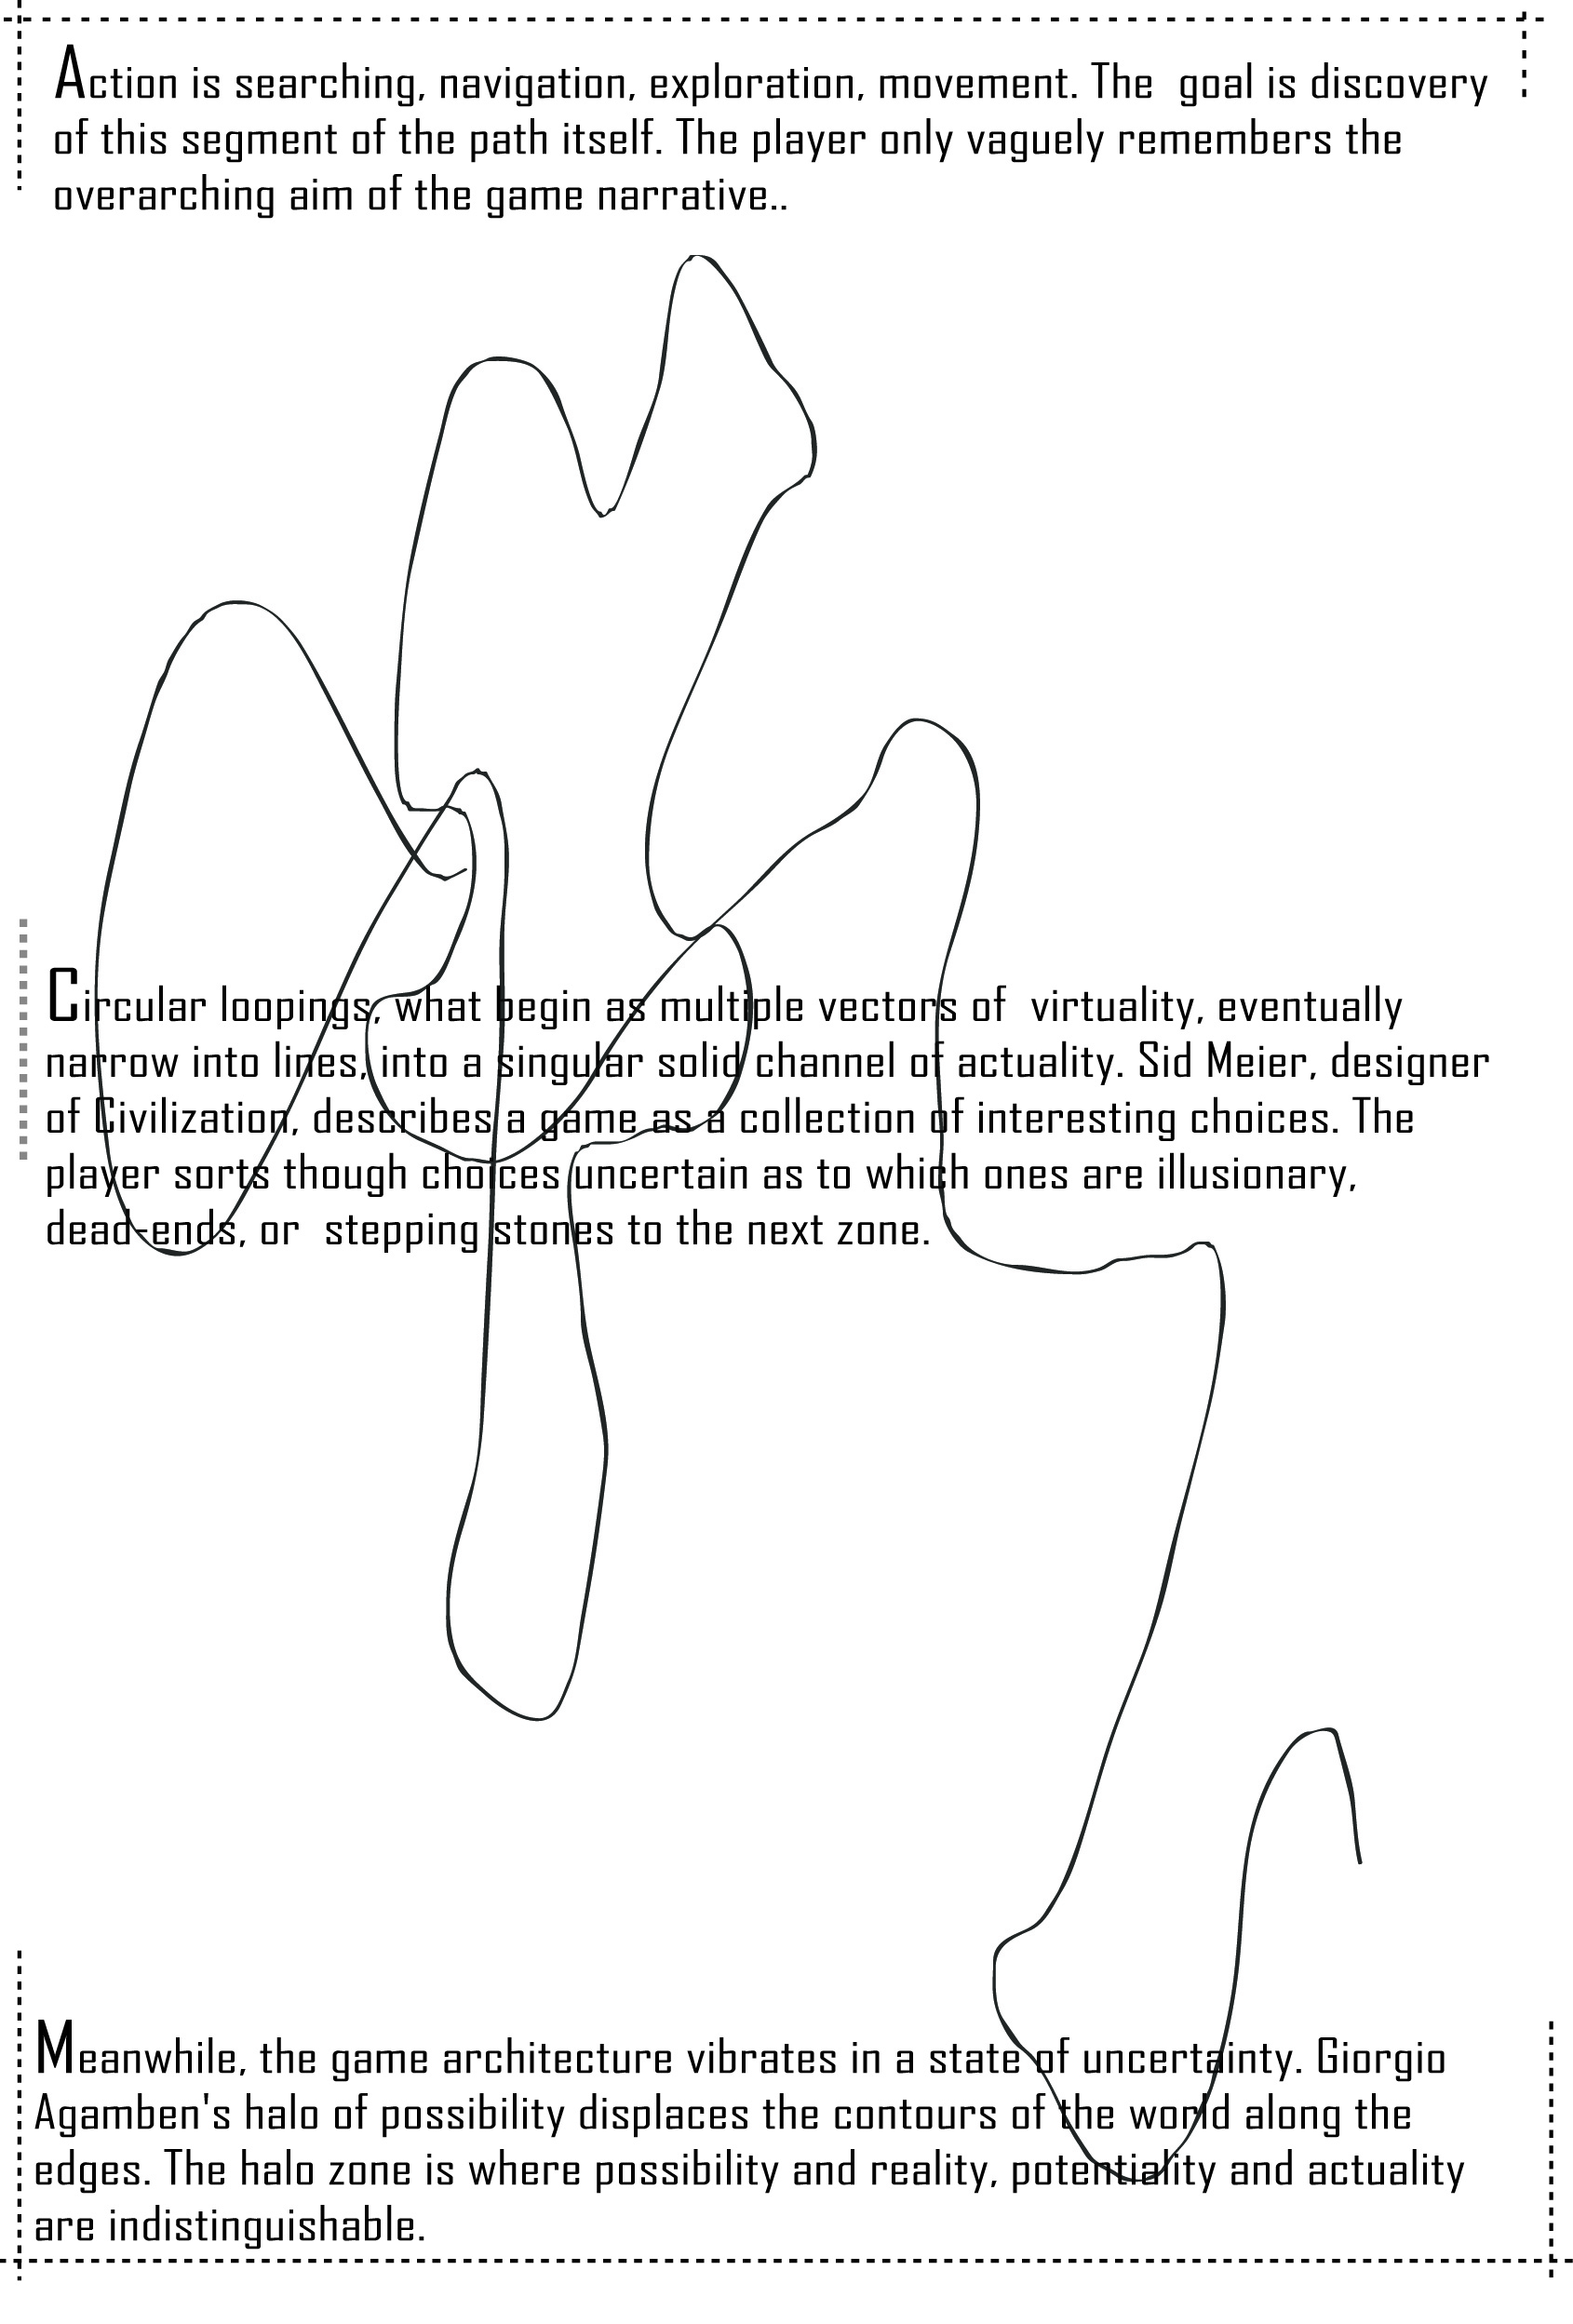 Action is searching, navigation, exploration, movement. The goal is discovery
of this segment of the path itself. The player only vaguely remembers the
overarching aim of the game narrative..
Circular loopings, what begin as multiple vectors of virtuality, eventually
narrow into lines, into a singular solid channel of actuality. Sid Meier, designer
of Civilization, describes a game as a collection of interesting choices. The
player sorts though choices uncertain as to which ones are illusionary,
dead-ends, or stepping stones to the next zone.
Meanwhile, the game architecture vibrates in a state of uncertainty. Giorgio
Agamben's halo of possibility displaces the contours of the world along the
edges. The halo zone is where possibility and reality, potentiality and actuality
are indistinguishable.